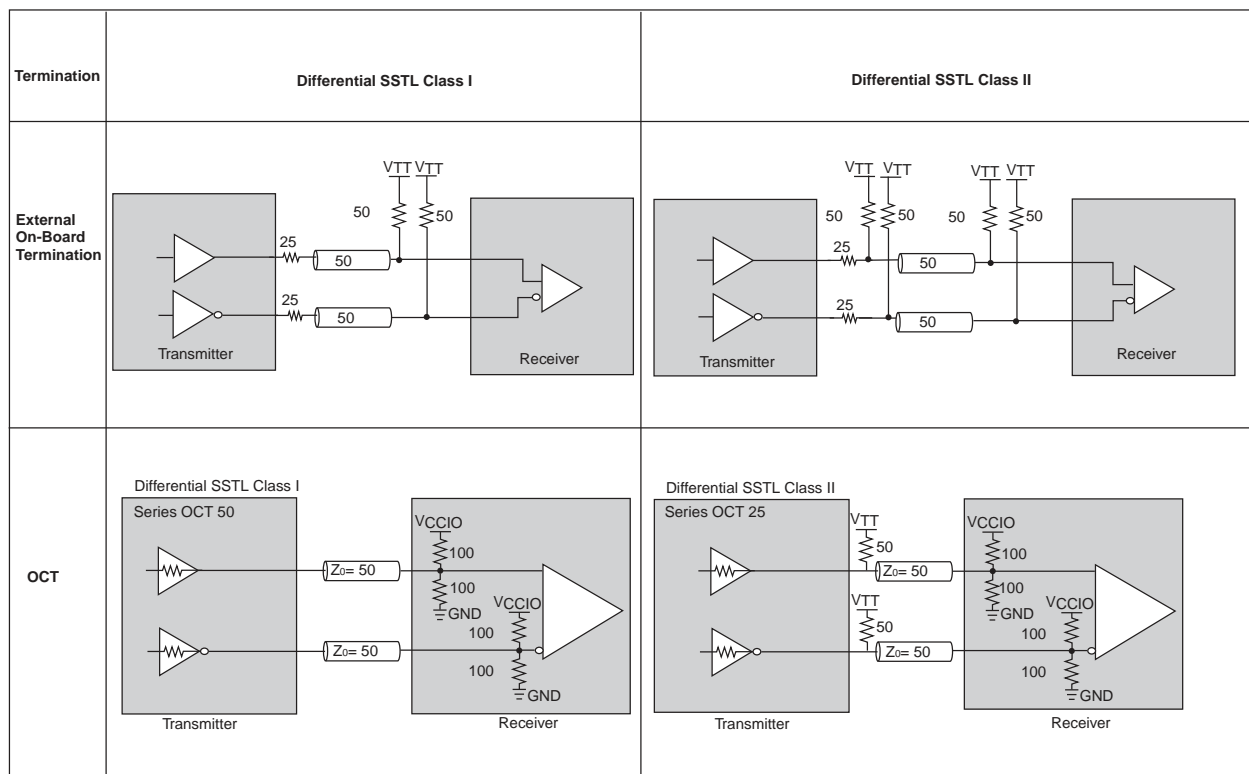 Termination
Differential SSTL Class I
Differential SSTL Class II
External
On-Board
Termination
VTT VTT
50
50
25
50
25
50
Transmitter
Receiver
VTT VTT
VTT VTT
50
50
50
50
25
50
25
50
Transmitter
Receiver
OCT
Differential SSTL Class I
Series OCT 50
Z0= 50
Z0= 50
VCCIO
100
100
GND
VCCIO
100
100
GND
Transmitter
Receiver
Differential SSTL Class II
Series OCT 25
VTT
50
Z0= 50
VTT
50
Z0= 50
VCCIO
100
100
GND
VCCIO
100
100
GND
Transmitter
Receiver